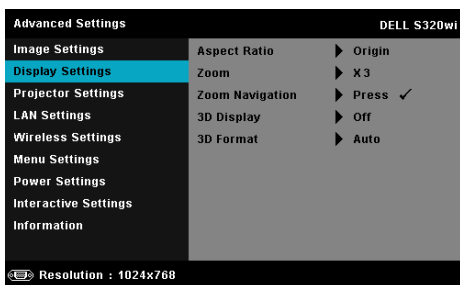 Advanced Settings DELL S320wi
Image Settings Aspect Ratio Origin
Display Settings Zoom X 3
Projector Settings Zoom Navigation Press ✓
LAN Settings 3D Display Off
Wireless Settings 3D Format Auto
Menu Settings
Power Settings
Interactive Settings
Information
Resolution : 1024x768